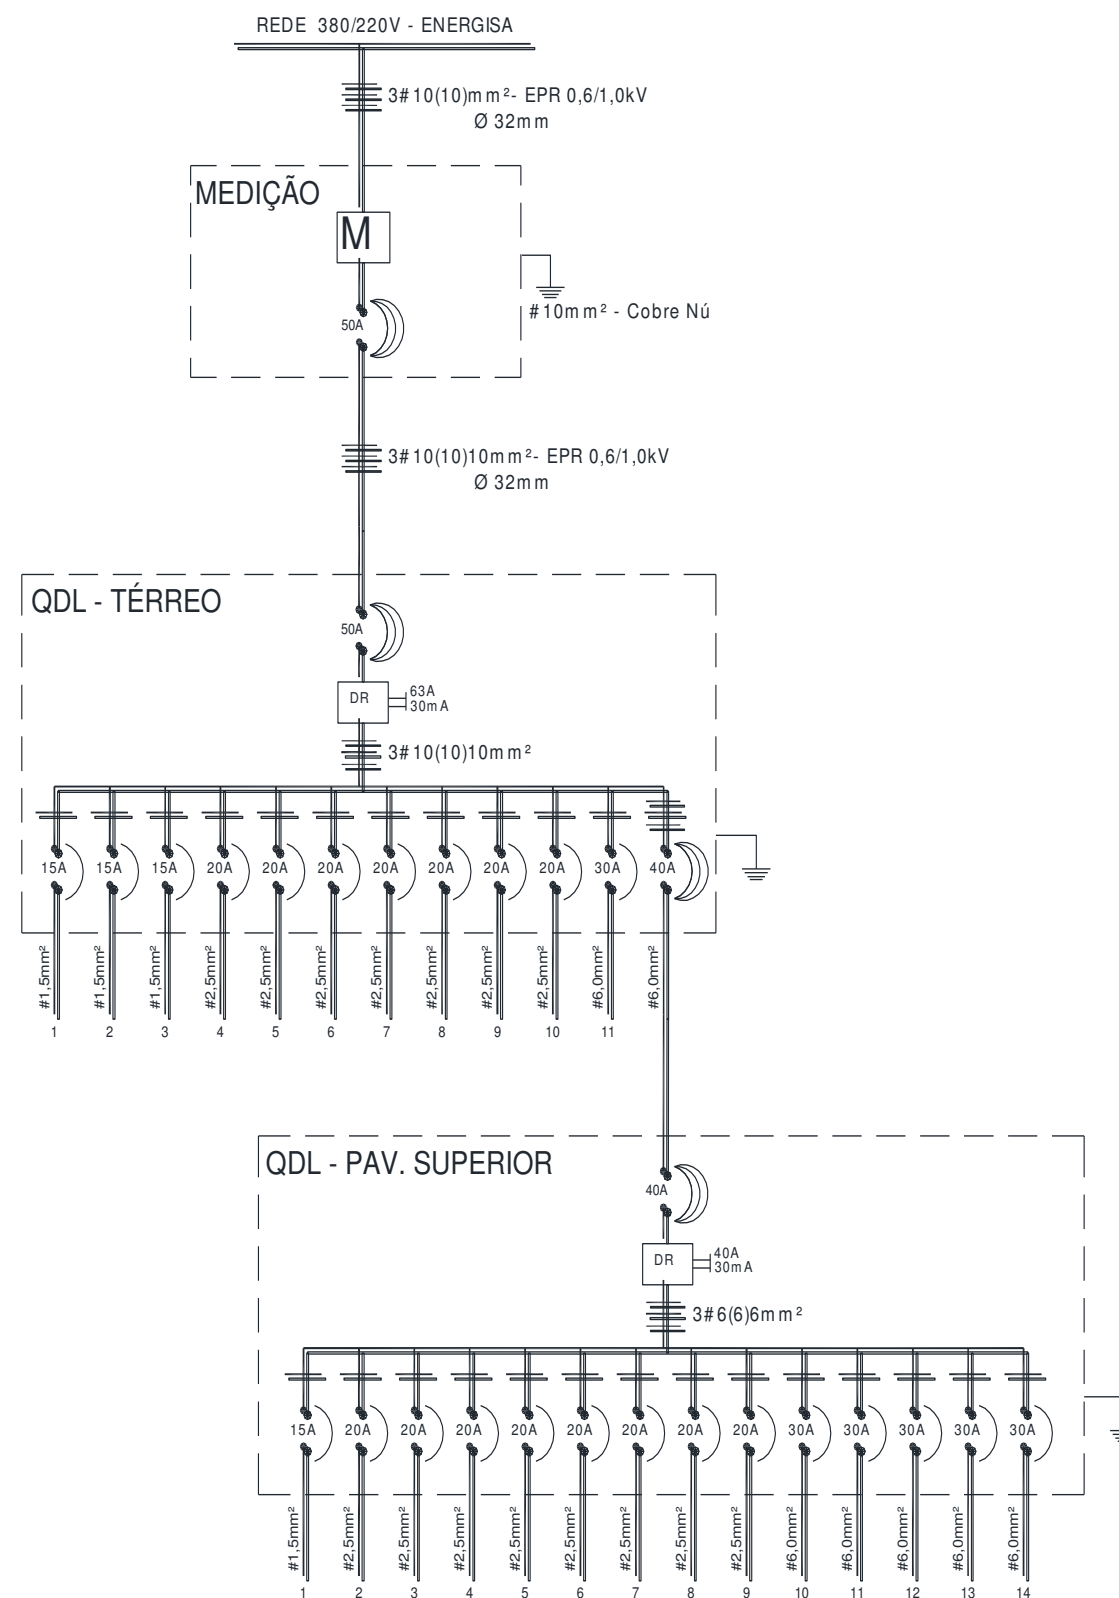 REDE 380/220V - ENERGISA
3#10(10)mm²- EPR 0,6/1,0kV
Ø 32mm
MEDIÇÃO
M
#10mm² - Cobre Nú
50A
3#10(10)10mm²- EPR 0,6/1,0kV
Ø 32mm
QDL - TÉRREO
50A
DR
63A
30mA
3#10(10)10mm²
15A 15A 15A 20A 20A 20A 20A 20A 20A 20A 30A 40A
#1,5mm² #1,5mm² #1,5mm² #2,5mm² #2,5mm² #2,5mm² #2,5mm² #2,5mm² #2,5mm² #2,5mm² #6,0mm² #6,0mm²
1 2 3 4 5 6 7 8 9 10 11
QDL - PAV. SUPERIOR
40A
DR
40A
30mA
3#6(6)6mm²
15A 20A 20A 20A 20A 20A 20A 20A 20A 30A 30A 30A 30A 30A
#1,5mm² #2,5mm² #2,5mm² #2,5mm² #2,5mm² #2,5mm² #2,5mm² #2,5mm² #2,5mm² #6,0mm² #6,0mm² #6,0mm² #6,0mm² #6,0mm²
1 2 3 4 5 6 7 8 9 10 11 12 13 14